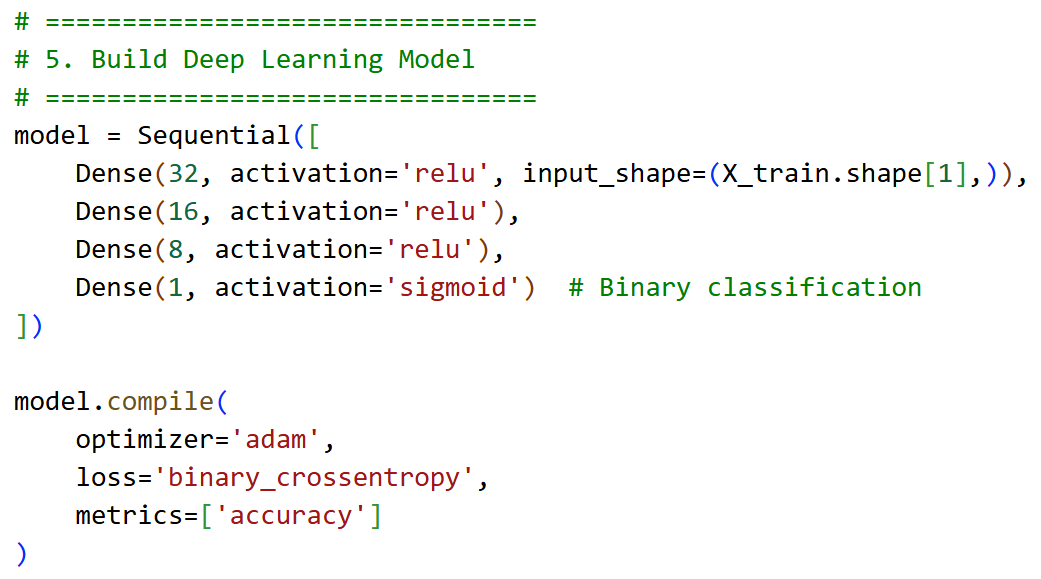 # ================================
# 5. Build Deep Learning Model
# ================================
model = Sequential([
    Dense(32, activation='relu', input_shape=(X_train.shape[1],)),
    Dense(16, activation='relu'),
    Dense(8, activation='relu'),
    Dense(1, activation='sigmoid')  # Binary classification
])

model.compile(
    optimizer='adam',
    loss='binary_crossentropy',
    metrics=['accuracy']
)